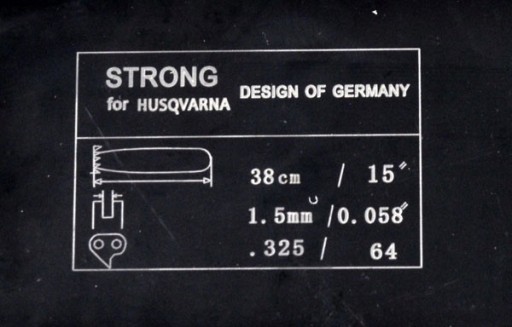 STRONG
for HUSQVARNA DESIGN OF GERMANY
38cm / 15"
1.5mm / 0.058"
.325 / 64